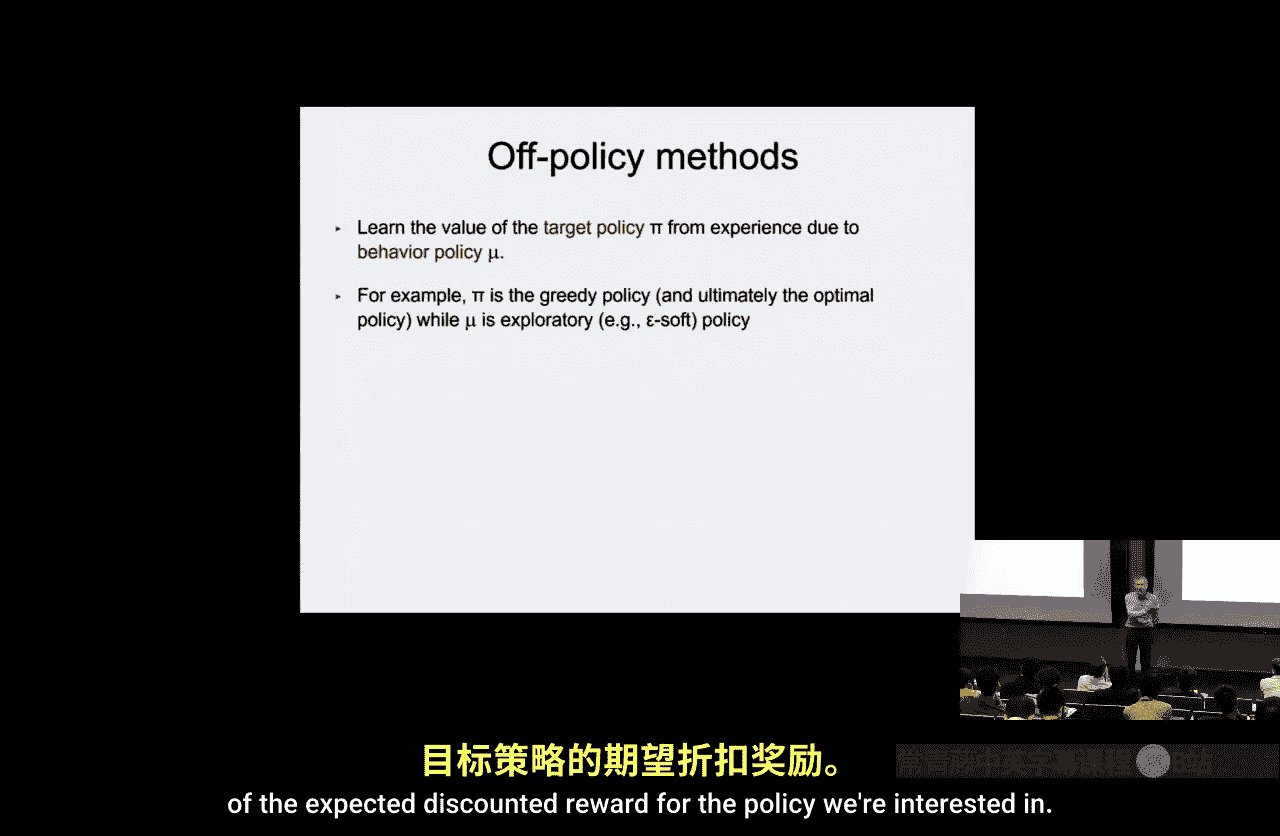 Off-policy methods
▸ Learn the value of the target policy π from experience due to
behavior policy μ.
▸ For example, π is the greedy policy (and ultimately the optimal
policy) while μ is exploratory (e.g., ε-soft) policy
目标策略的期望折扣奖励。
of the expected discounted reward for the policy we're interested in.